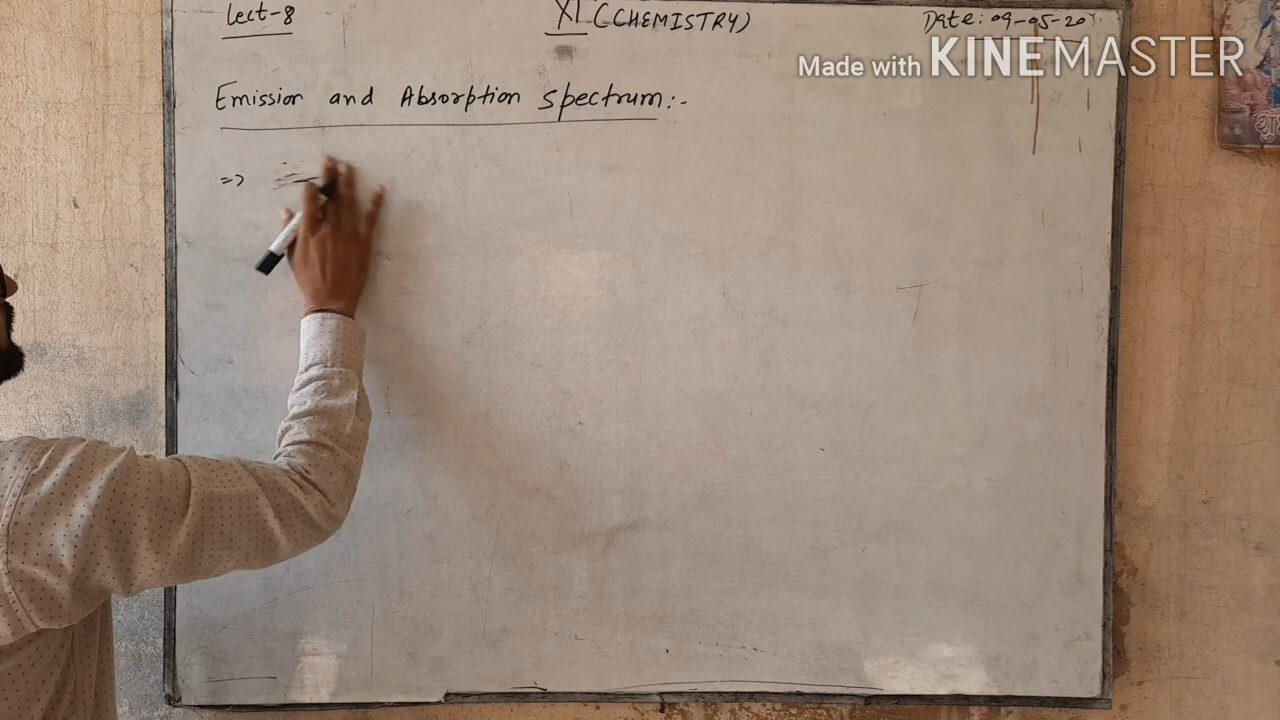 Lect-8 XI (CHEMISTRY) Date: 09-05-20
Made with KINEMASTER
Emission and Absorption spectrum:-
=>